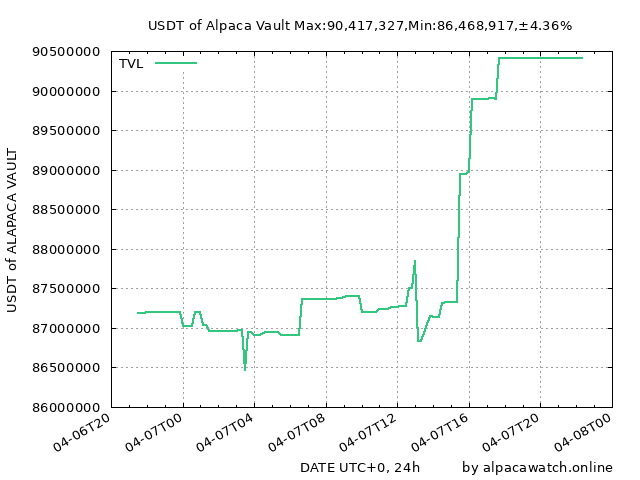 USDT of Alpaca Vault Max:90,417,327,Min:86,468,917,±4.36%
TVL
90500000
90000000
89500000
89000000
88500000
88000000
87500000
87000000
86500000
86000000
USDT of ALAPACA VAULT
04-06T20
04-07T00
04-07T04
04-07T08
04-07T12
04-07T16
04-07T20
04-08T00
DATE UTC+0, 24h
by alpacawatch.online